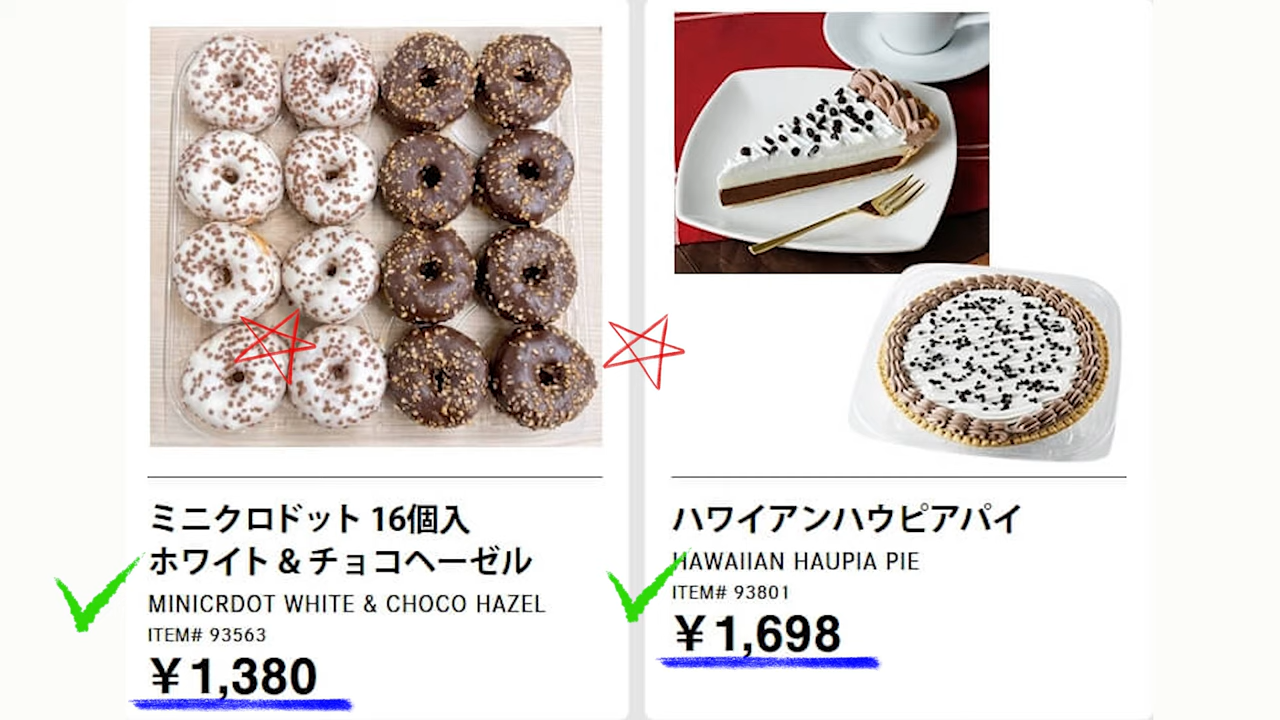 ミニクロドット 16個入
ホワイト & チョコヘーゼル
MINICRDOT WHITE & CHOCO HAZEL
ITEM# 93563
¥1,380
ハワイアンハウピアパイ
HAWAIIAN HAUPIA PIE
ITEM# 93801
¥1,698